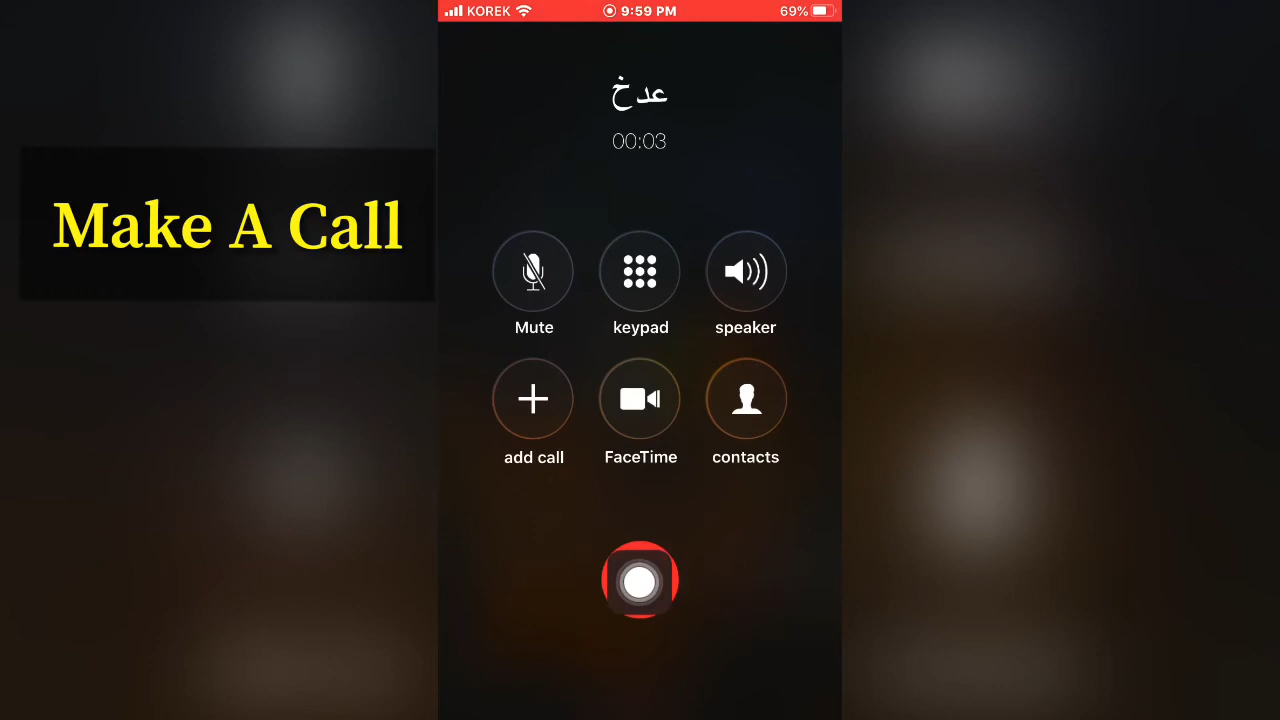 KOREK 9:59 PM 69%
عدخ
00:03
Make A Call
Mute keypad speaker
add call FaceTime contacts